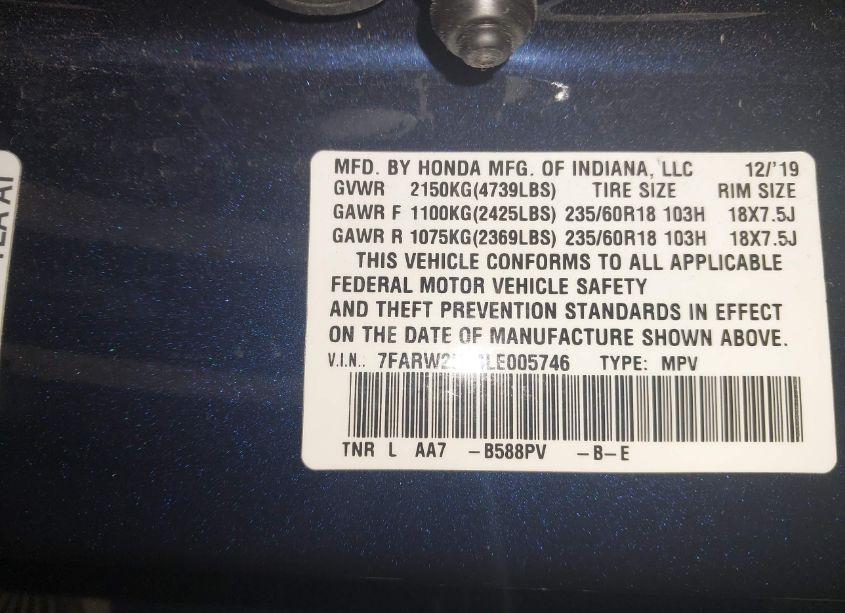 MFD. BY HONDA MFG. OF INDIANA, LLC 12/'19
GVWR 2150KG(4739LBS) TIRE SIZE RIM SIZE
GAWR F 1100KG(2425LBS) 235/60R18 103H 18X7.5J
GAWR R 1075KG(2369LBS) 235/60R18 103H 18X7.5J
THIS VEHICLE CONFORMS TO ALL APPLICABLE
FEDERAL MOTOR VEHICLE SAFETY
AND THEFT PREVENTION STANDARDS IN EFFECT
ON THE DATE OF MANUFACTURE SHOWN ABOVE.
V.I.N.: TYPE: MPV
TNR L AA7 -B588PV -B-E